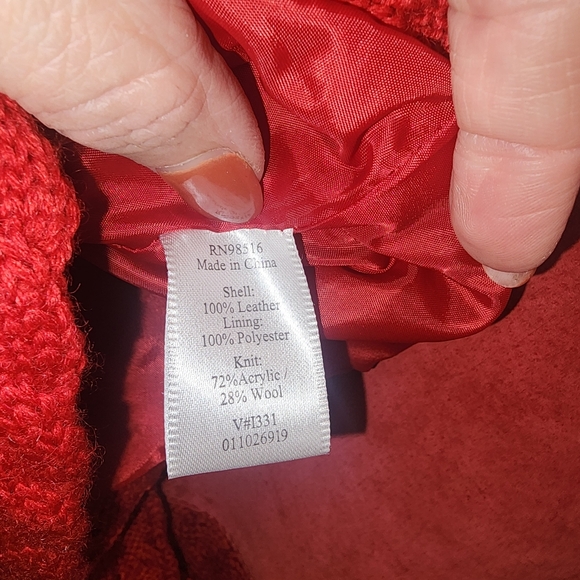 RN98516
Made in China
Shell:
100% Leather
Lining:
100% Polyester
Knit:
72%Acrylic /
28% Wool
V#I331
011026919